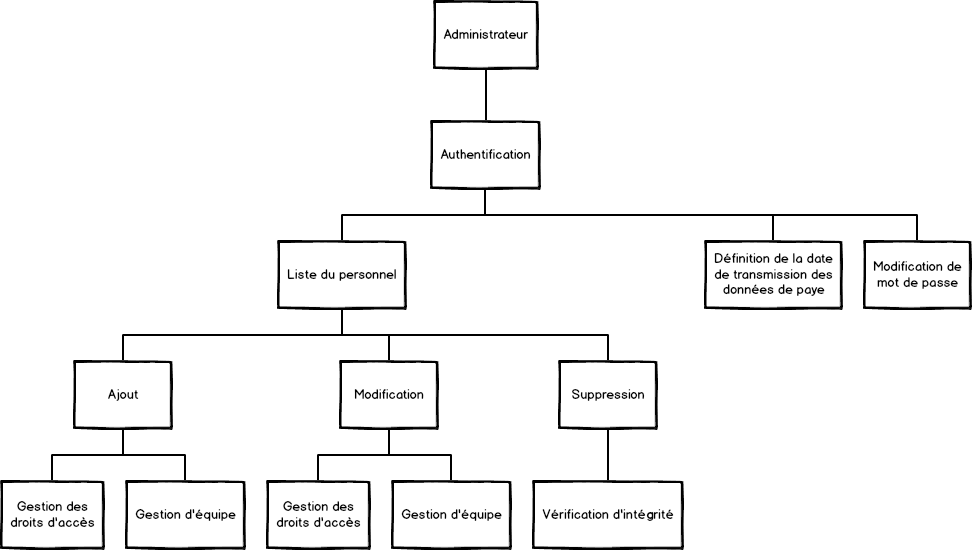 Administrateur
Authentification
Liste du personnel
Définition de la date
de transmission des
données de paye
Modification de
mot de passe
Ajout
Modification
Suppression
Gestion des
droits d'accès
Gestion d'équipe
Gestion des
droits d'accès
Gestion d'équipe
Vérification d'intégrité